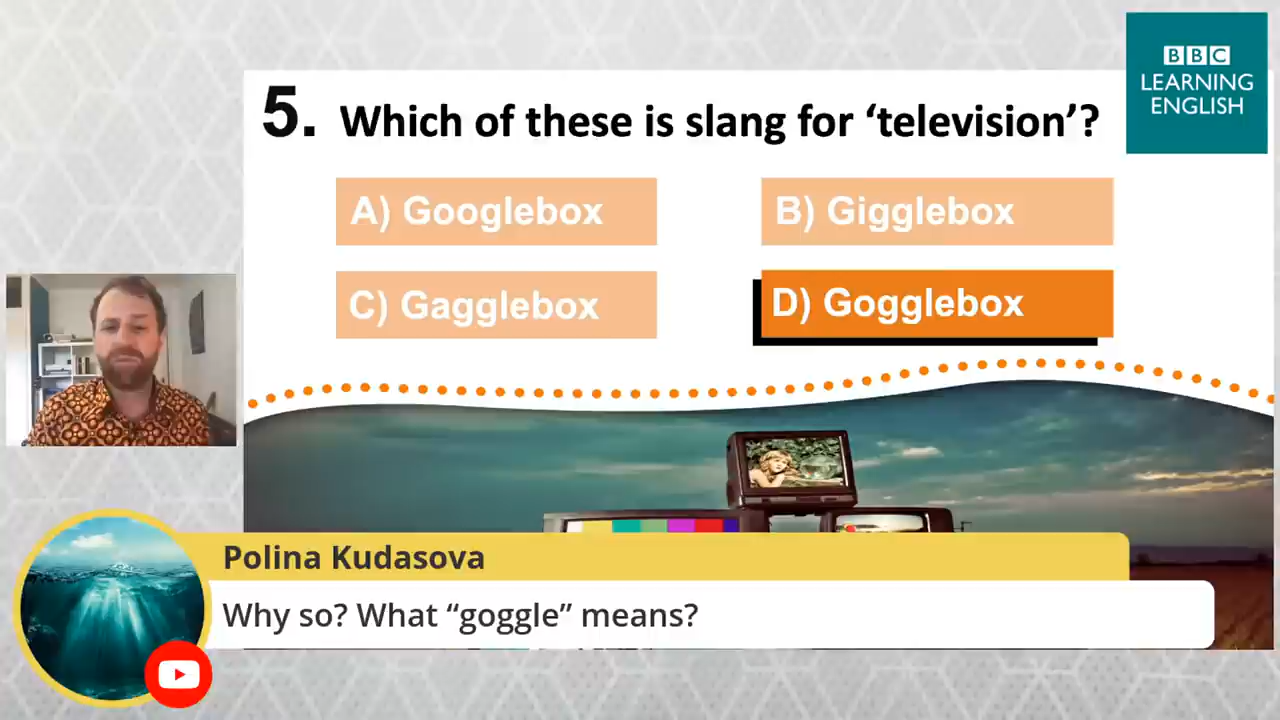 BBC
LEARNING
ENGLISH
5. Which of these is slang for ‘television’?
A) Googlebox
B) Gigglebox
C) Gagglebox
D) Gogglebox
Polina Kudasova
Why so? What “goggle” means?